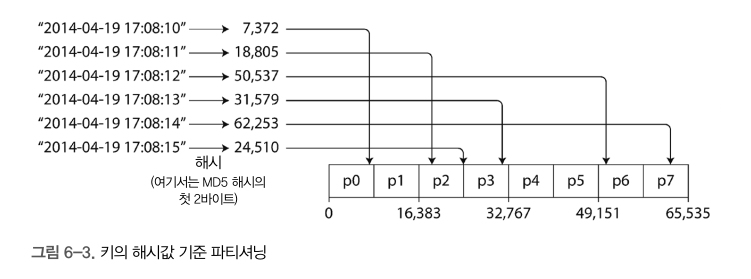 “2014-04-19 17:08:10” 7,372
“2014-04-19 17:08:11” 18,805
“2014-04-19 17:08:12” 50,537
“2014-04-19 17:08:13” 31,579
“2014-04-19 17:08:14” 62,253
“2014-04-19 17:08:15” 24,510
해시
(여기서는 MD5 해시의
첫 2바이트)
p0 p1 p2 p3 p4 p5 p6 p7
0 16,383 32,767 49,151 65,535
그림 6-3. 키의 해시값 기준 파티셔닝